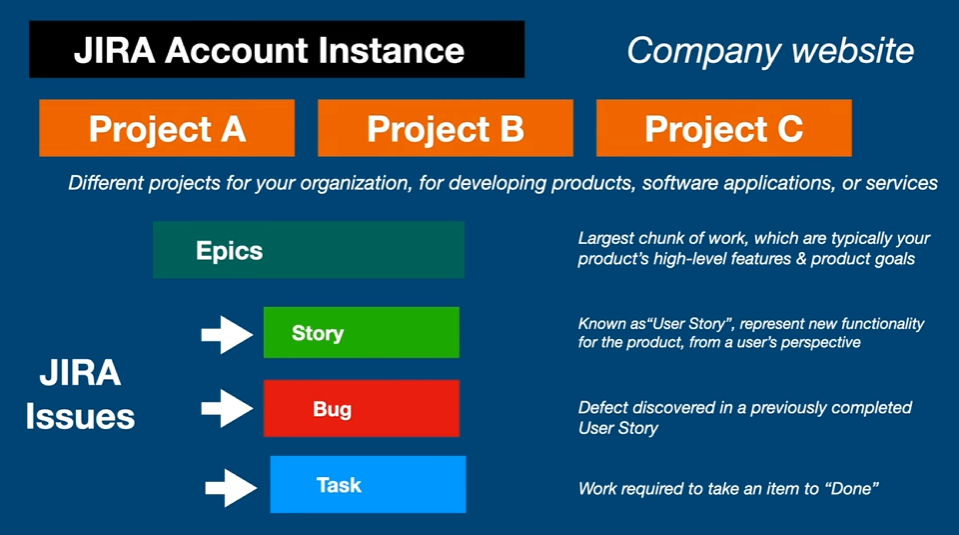 JIRA Account Instance
Company website
Project A
Project B
Project C
Different projects for your organization, for developing products, software applications, or services
Epics
Largest chunk of work, which are typically your
product's high-level features & product goals
JIRA
Issues
Story
Known as“User Story”, represent new functionality
for the product, from a user's perspective
Bug
Defect discovered in a previously completed
User Story
Task
Work required to take an item to “Done”